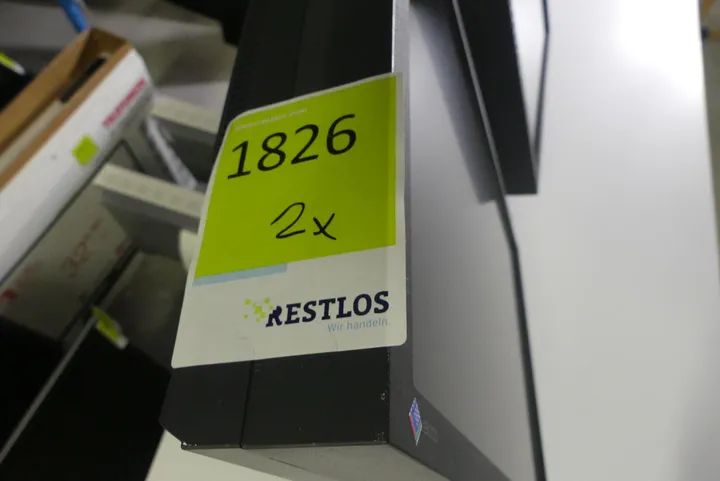 1826
2x
RESTLOS
Wir handeln.